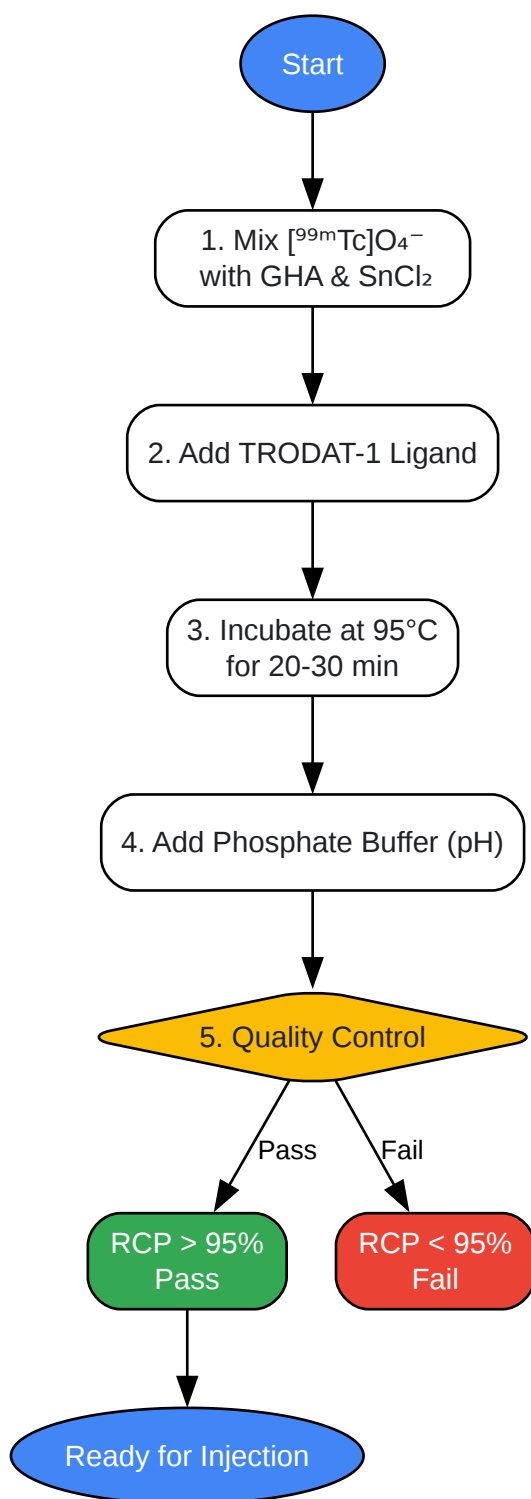 Start
1. Mix [⁹⁹ᵐTc]O₄⁻
with GHA & SnCl₂
2. Add TRODAT-1 Ligand
3. Incubate at 95°C
for 20-30 min
4. Add Phosphate Buffer (pH)
5. Quality Control
Pass
Fail
RCP > 95%
Pass
RCP < 95%
Fail
Ready for Injection